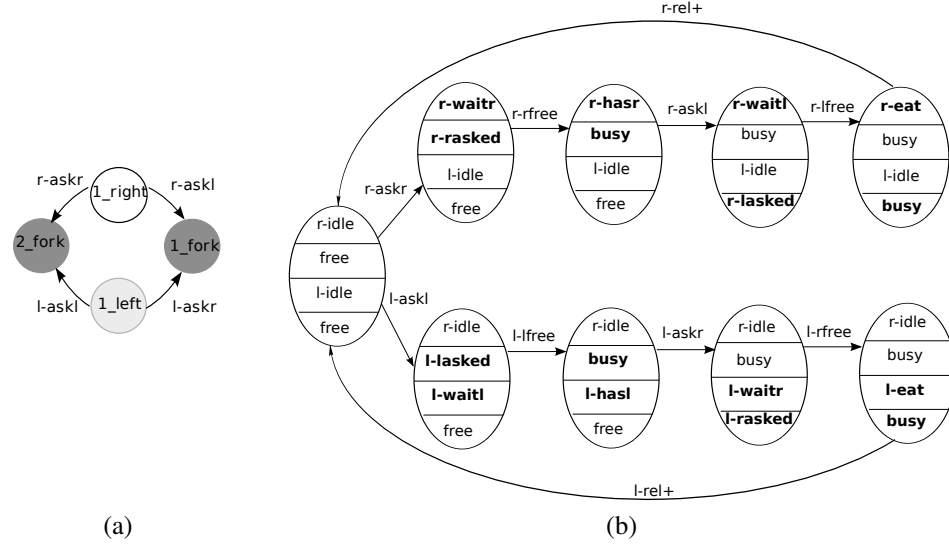 r-rel+
r-waitr
r-rasked
l-idle
free
r-rfree
r-hasr
busy
l-idle
free
r-askl
r-waitl
busy
l-idle
r-lasked
r-lfree
r-eat
busy
l-idle
busy
r-askr
1_right
r-askl
2_fork
1_fork
l-askl
1_left
l-askr
r-askr
r-idle
free
l-idle
free
l-askl
r-idle
l-lasked
l-waitl
free
l-lfree
r-idle
busy
l-hasl
free
l-askr
r-idle
busy
l-waitr
l-rasked
l-rfree
r-idle
busy
l-eat
busy
l-rel+
(a)
(b)